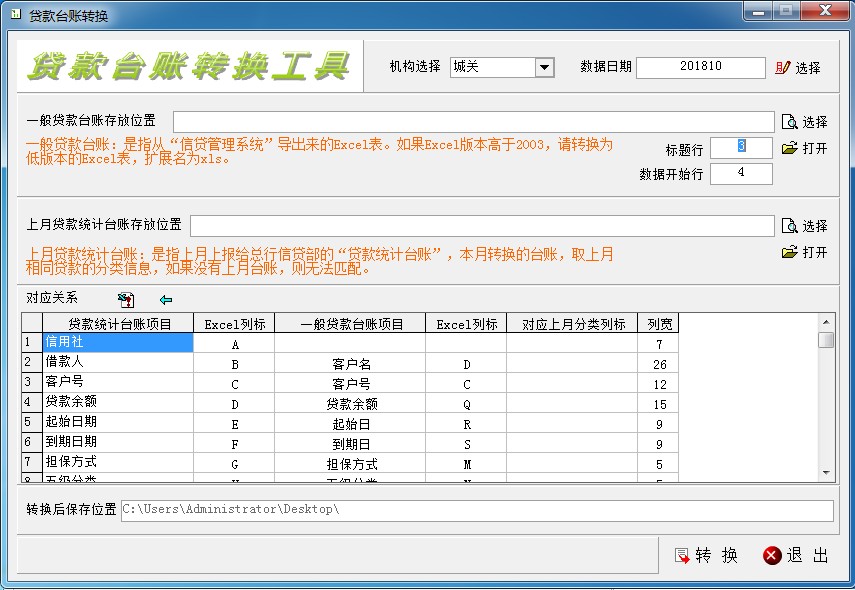 贷款台账转换
贷款台账转换工具
机构选择 城关 数据日期 201810 选择
一般贷款台账存放位置 选择
一般贷款台账：是指从“信贷管理系统”导出来的Excel表。如果Excel版本高于2003，请转换为
低版本的Excel表，扩展名为xls。
标题行 3 打开
数据开始行 4
上月贷款统计台账存放位置 选择
上月贷款统计台账：是指上月上报给总行信贷部的“贷款统计台账”，本月转换的台账，取上月
相同贷款的分类信息，如果没有上月台账，则无法匹配。
打开
对应关系
贷款统计台账项目 Excel列标 一般贷款台账项目 Excel列标 对应上月分类列标 列宽
1 信用社 A 7
2 借款人 B 客户名 D 26
3 客户号 C 客户号 C 12
4 贷款余额 D 贷款余额 Q 15
5 起始日期 E 起始日 R 9
6 到期日期 F 到期日 S 9
7 担保方式 G 担保方式 M 5
8 五级分类 H 五级分类 N 5
转换后保存位置 C:\Users\Administrator\Desktop\
转 换 退 出